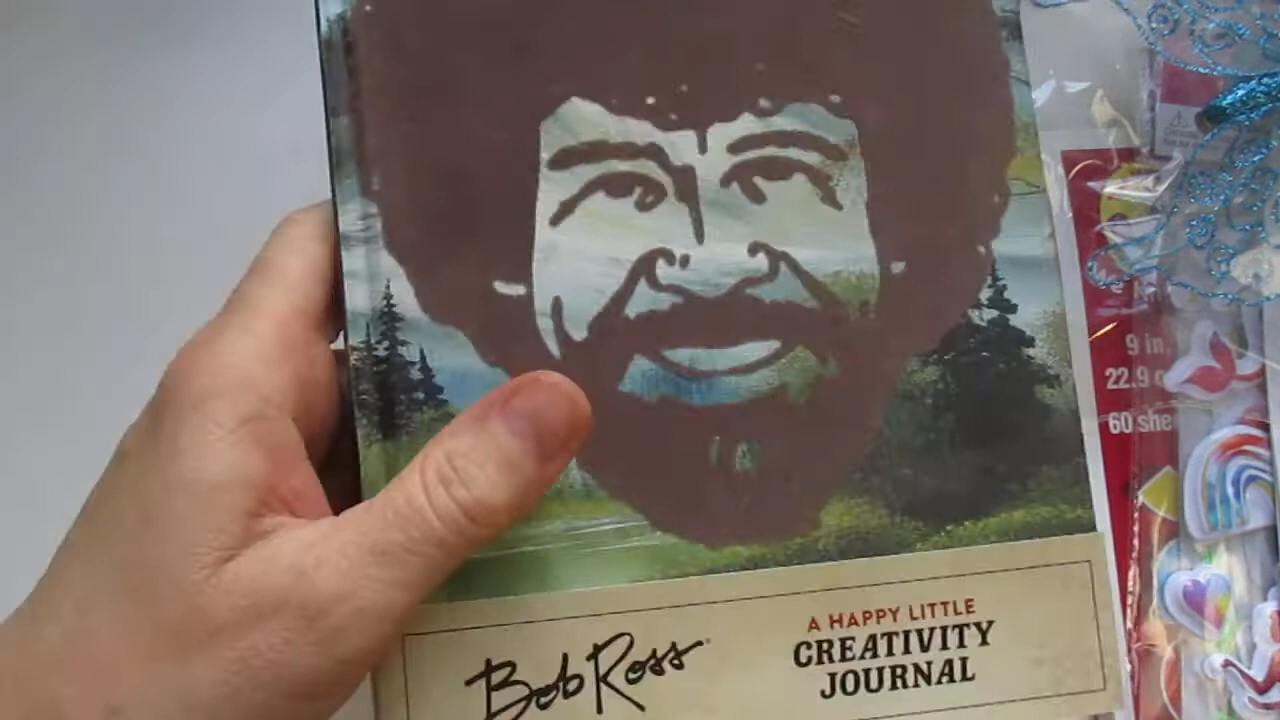 9 in.
22.9
60 she
A HAPPY LITTLE
CREATIVITY
JOURNAL
Bob Ross